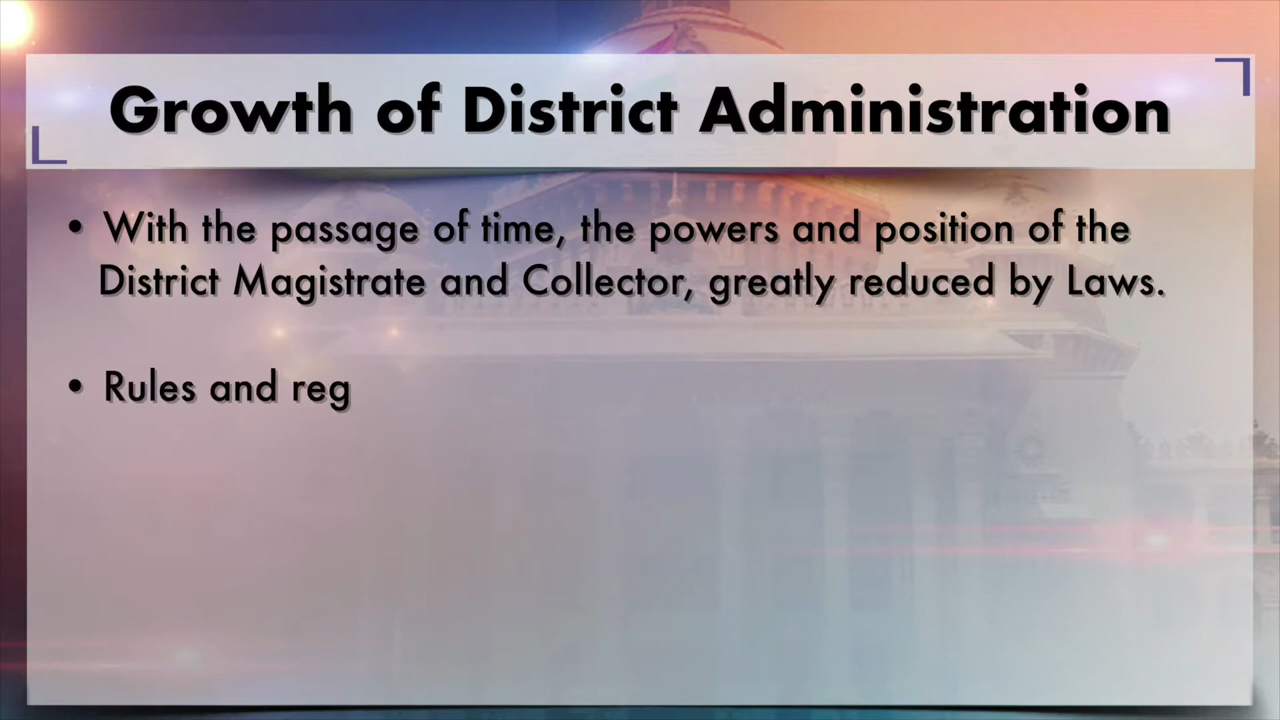 Growth of District Administration
• With the passage of time, the powers and position of the
District Magistrate and Collector, greatly reduced by Laws.
• Rules and reg